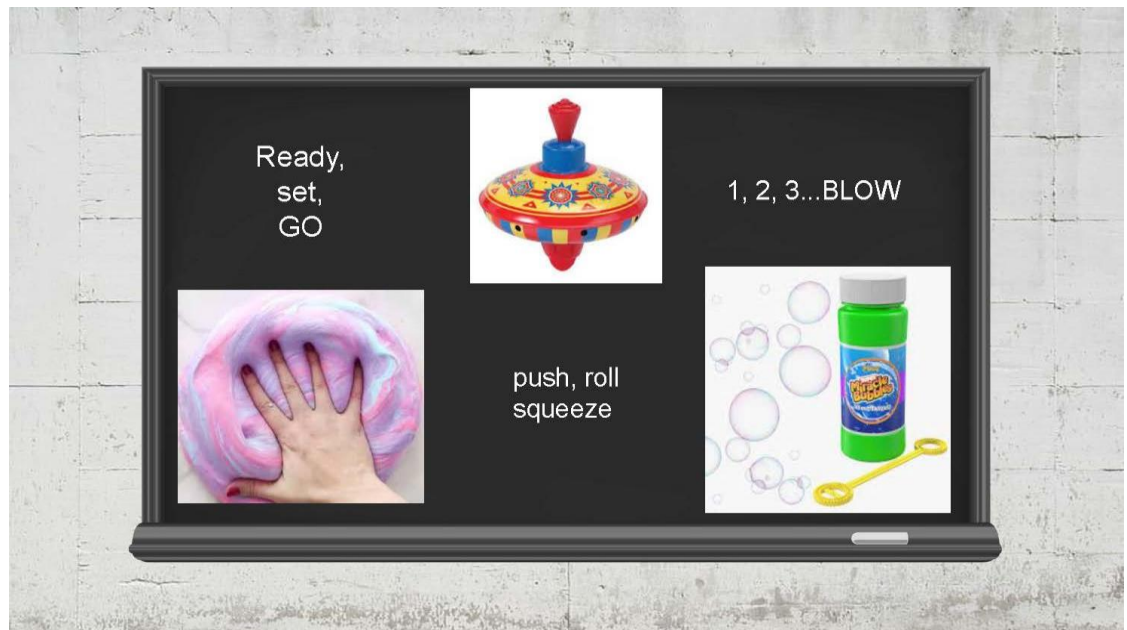 Ready,
set,
GO
1, 2, 3...BLOW
push, roll
squeeze
Miracle
Bubbles